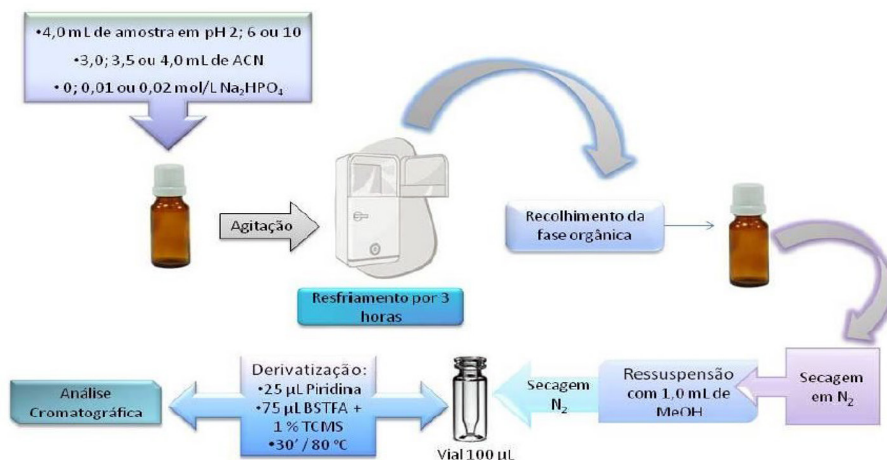 •4,0 mL de amostra em pH 2; 6 ou 10
•3,0; 3,5 ou 4,0 mL de ACN
• 0; 0,01 ou 0,02 mol/L Na₂HPO₄
Agitação
Resfriamento por 3
horas
Recolhimento da
fase orgânica
Secagem
em N₂
Ressuspensão
com 1,0 mL de
MeOH
Secagem
N₂
Vial 100 µL
Derivatização:
•25 µL Piridina
•75 µL BSTFA +
1 % TCMS
•30’ / 80 °C
Análise
Cromatográfica